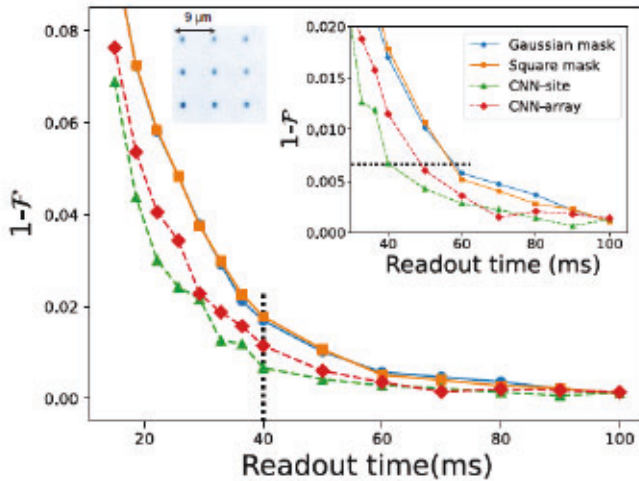 9 μm
1-F
0.08
0.06
0.04
0.02
0.00
20
40
60
80
100
Readout time(ms)
1-F
0.020
0.015
0.010
0.005
0.000
40
60
80
100
Readout time (ms)
Gaussian mask
Square mask
CNN-site
CNN-array